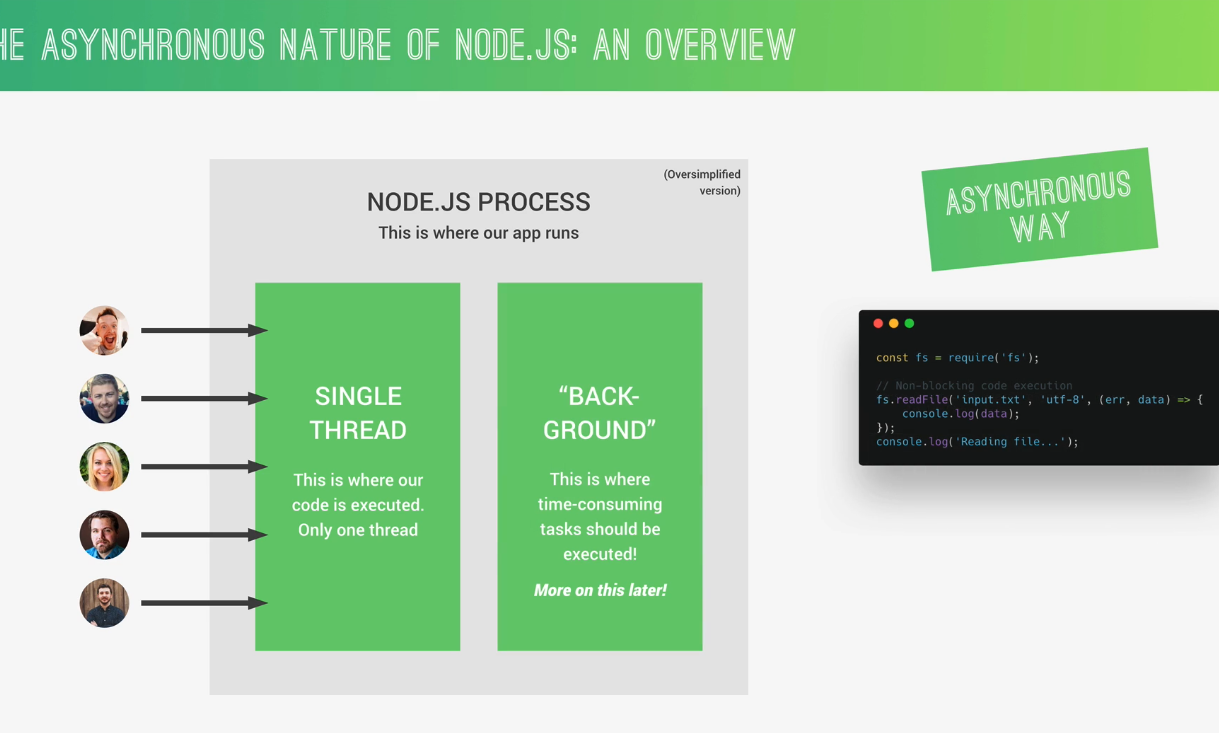 HE ASYNCHRONOUS NATURE OF NODE.JS: AN OVERVIEW
(Oversimplified
version)
NODE.JS PROCESS
This is where our app runs
SINGLE
THREAD
This is where our
code is executed.
Only one thread
“BACK-
GROUND”
This is where
time-consuming
tasks should be
executed!
More on this later!
ASYNCHRONOUS
WAY
const fs = require('fs');
// Non-blocking code execution
fs.readFile('input.txt', 'utf-8', (err, data) => {
    console.log(data);
});
console.log('Reading file...');